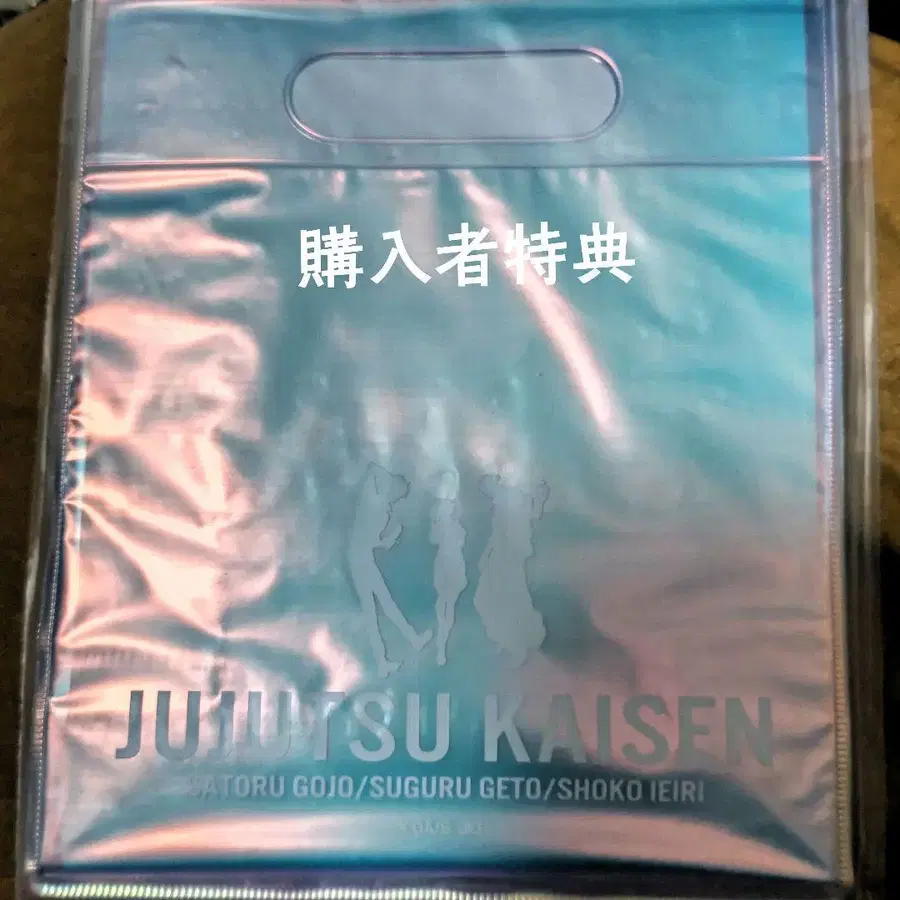 購入者特典
JUJUTSU KAISEN
SATORU GOJO/SUGURU GETO/SHOKO IEIRI